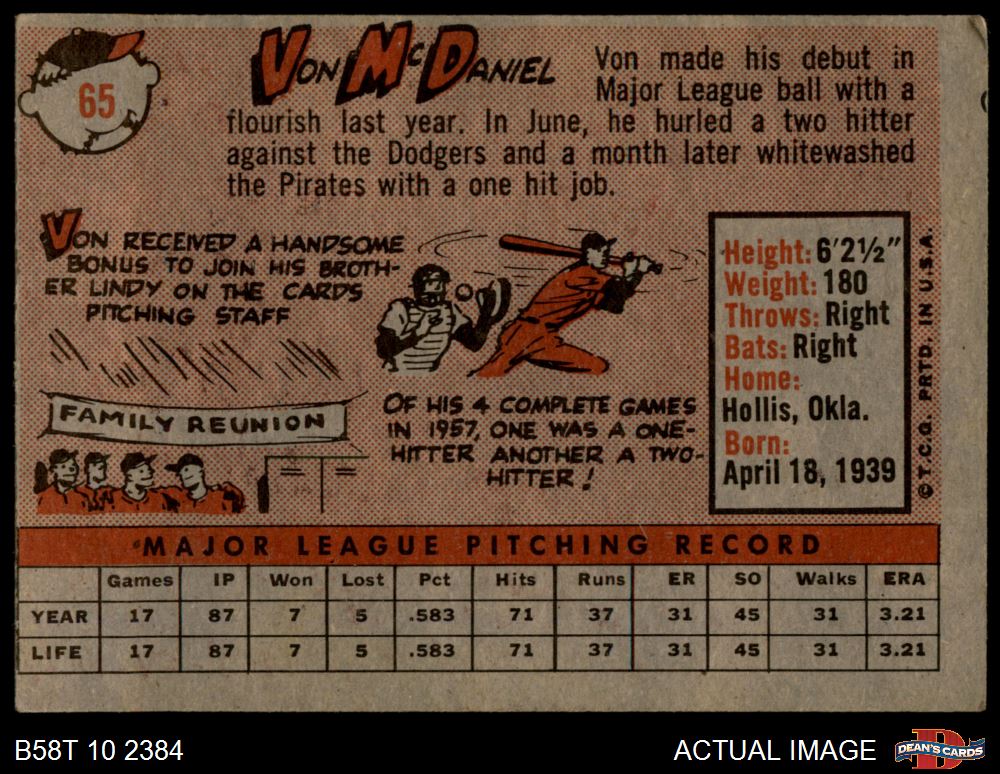 65
VON McDANIEL
Von made his debut in
Major League ball with a
flourish last year. In June, he hurled a two hitter
against the Dodgers and a month later whitewashed
the Pirates with a one hit job.
VON RECEIVED A HANDSOME
BONUS TO JOIN HIS BROTH-
ER LINDY ON THE CARDS
PITCHING STAFF
FAMILY REUNION
OF HIS 4 COMPLETE GAMES
IN 1957, ONE WAS A ONE-
HITTER ANOTHER A TWO-
HITTER!
Height: 6'2½"
Weight: 180
Throws: Right
Bats: Right
Home:
Hollis, Okla.
Born:
April 18, 1939
© T.C.G. PRTD. IN U.S.A.
MAJOR LEAGUE PITCHING RECORD
Games IP Won Lost Pct Hits Runs ER SO Walks ERA
YEAR 17 87 7 5 .583 71 37 31 45 31 3.21
LIFE 17 87 7 5 .583 71 37 31 45 31 3.21
B58T 10 2384
ACTUAL IMAGE
D
DEAN'S CARDS